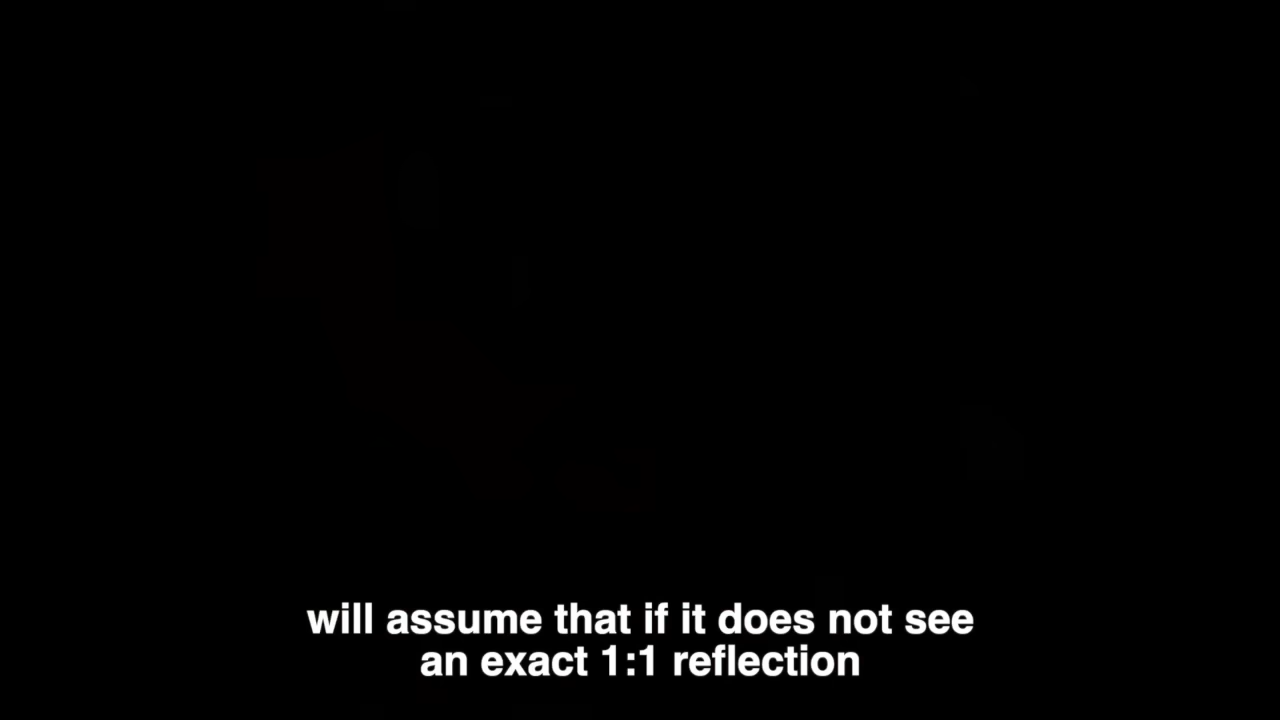 will assume that if it does not see
an exact 1:1 reflection